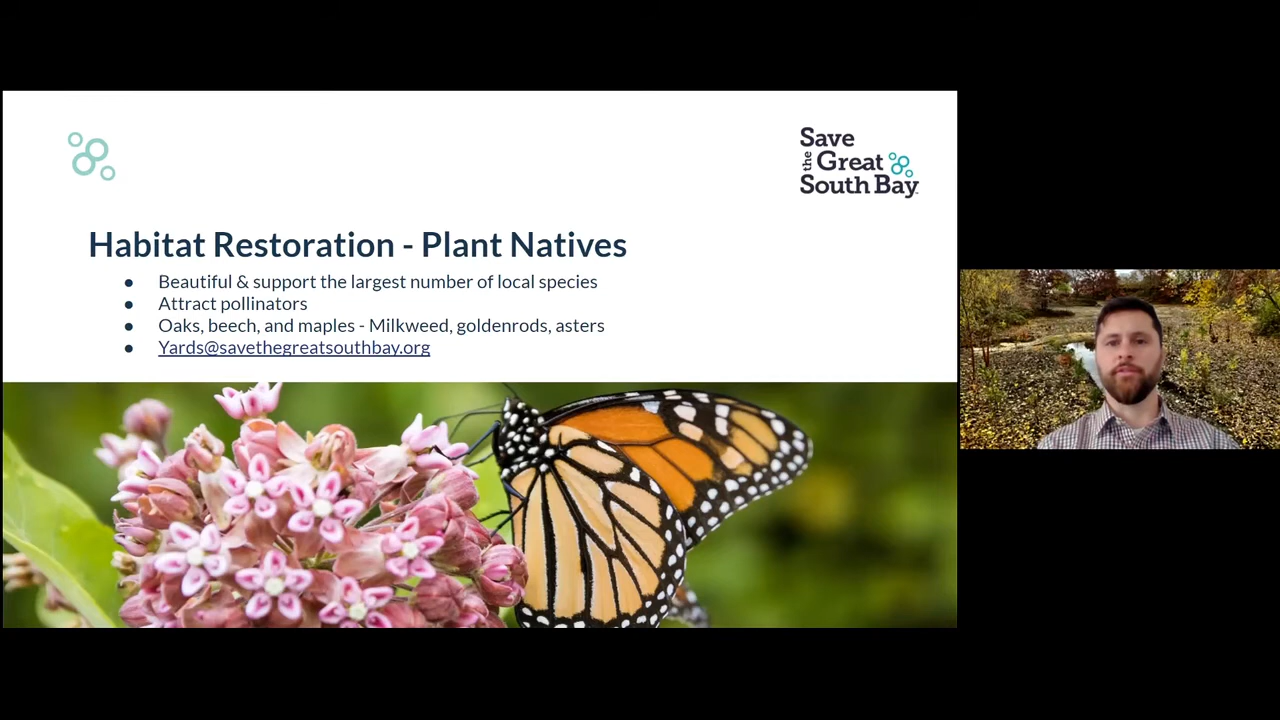 Save
the Great
South Bay
Habitat Restoration - Plant Natives
● Beautiful & support the largest number of local species
● Attract pollinators
● Oaks, beech, and maples - Milkweed, goldenrods, asters
● Yards@savethegreatsouthbay.org